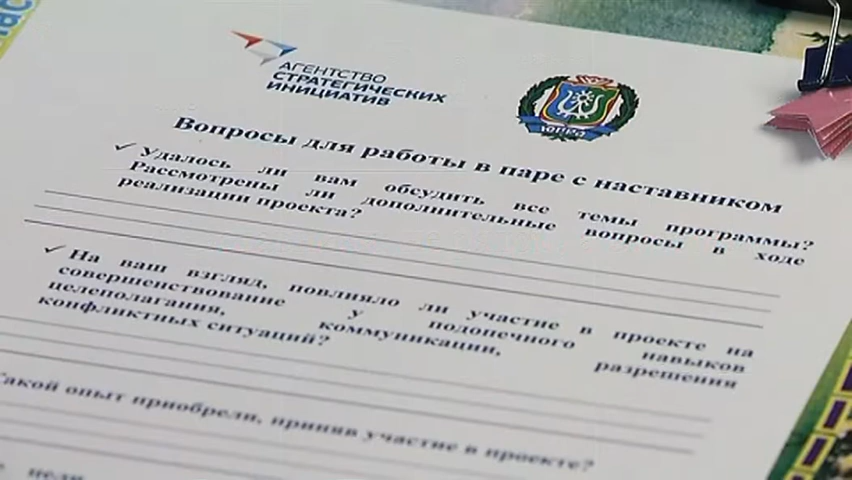 АГЕНТСТВО
СТРАТЕГИЧЕСКИХ
ИНИЦИАТИВ
Вопросы для работы в паре с наставником
✓ Удалось ли вам обсудить все темы программы?
Рассмотрены ли дополнительные вопросы в ходе
реализации проекта?
✓ На ваш взгляд, повлияло ли участие в проекте на
совершенствование у подопечного навыков
целеполагания, коммуникации, разрешения
конфликтных ситуаций?
Какой опыт приобрели, приняв участие в проекте?
цели